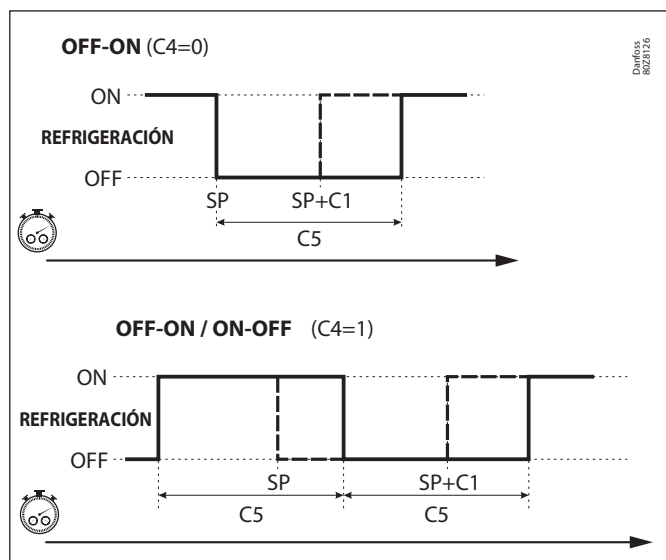 OFF-ON (C4=0)
Danfoss
80Z8126
ON
REFRIGERACIÓN
OFF
SP
SP+C1
C5
OFF-ON / ON-OFF (C4=1)
ON
REFRIGERACIÓN
OFF
SP
SP+C1
C5
C5